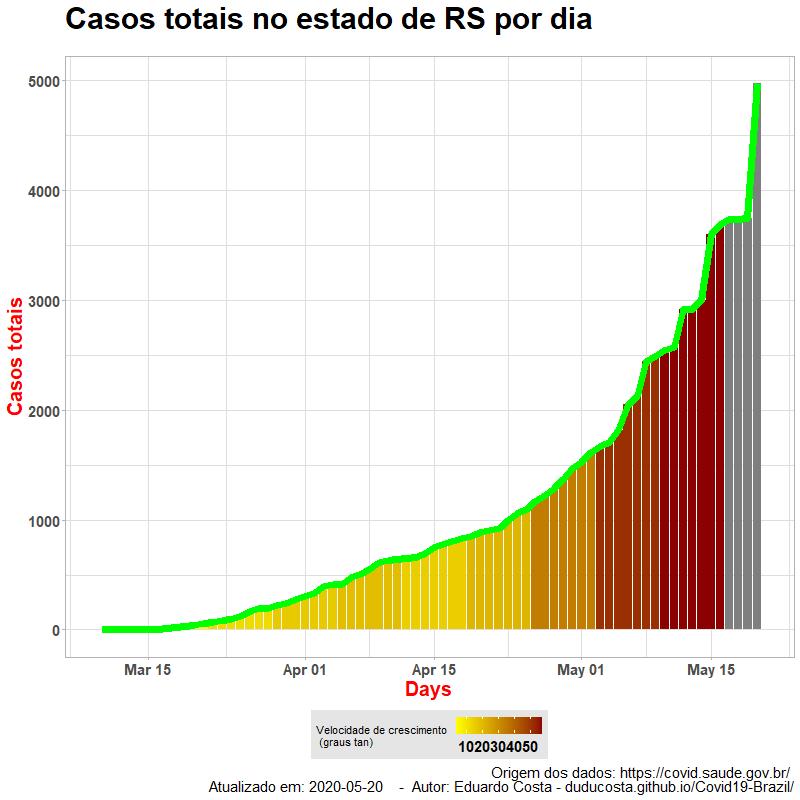 Casos totais no estado de RS por dia
Casos totais
5000
4000
3000
2000
1000
0
Mar 15 Apr 01 Apr 15 May 01 May 15
Days
Velocidade de crescimento
(graus tan)
1020304050
Origem dos dados: https://covid.saude.gov.br/
Atualizado em: 2020-05-20 - Autor: Eduardo Costa - duducosta.github.io/Covid19-Brazil/